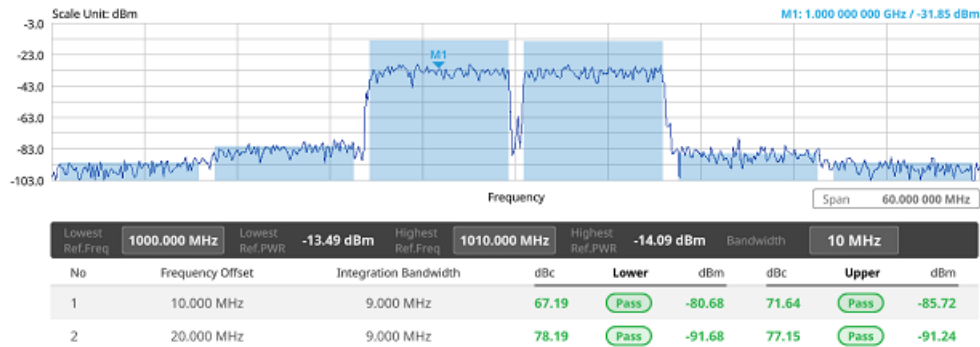 Scale Unit: dBm M1: 1.000 000 000 GHz / -31.85 dBm
-3.0
-23.0
M1
-43.0
-63.0
-83.0
-103.0
Frequency
Span 60.000 000 MHz
Lowest Ref.Freq 1000.000 MHz Lowest Ref.PWR -13.49 dBm Highest Ref.Freq 1010.000 MHz Highest Ref.PWR -14.09 dBm Bandwidth 10 MHz
No Frequency Offset Integration Bandwidth dBc Lower dBm dBc Upper dBm
1 10.000 MHz 9.000 MHz 67.19 Pass -80.68 71.64 Pass -85.72
2 20.000 MHz 9.000 MHz 78.19 Pass -91.68 77.15 Pass -91.24